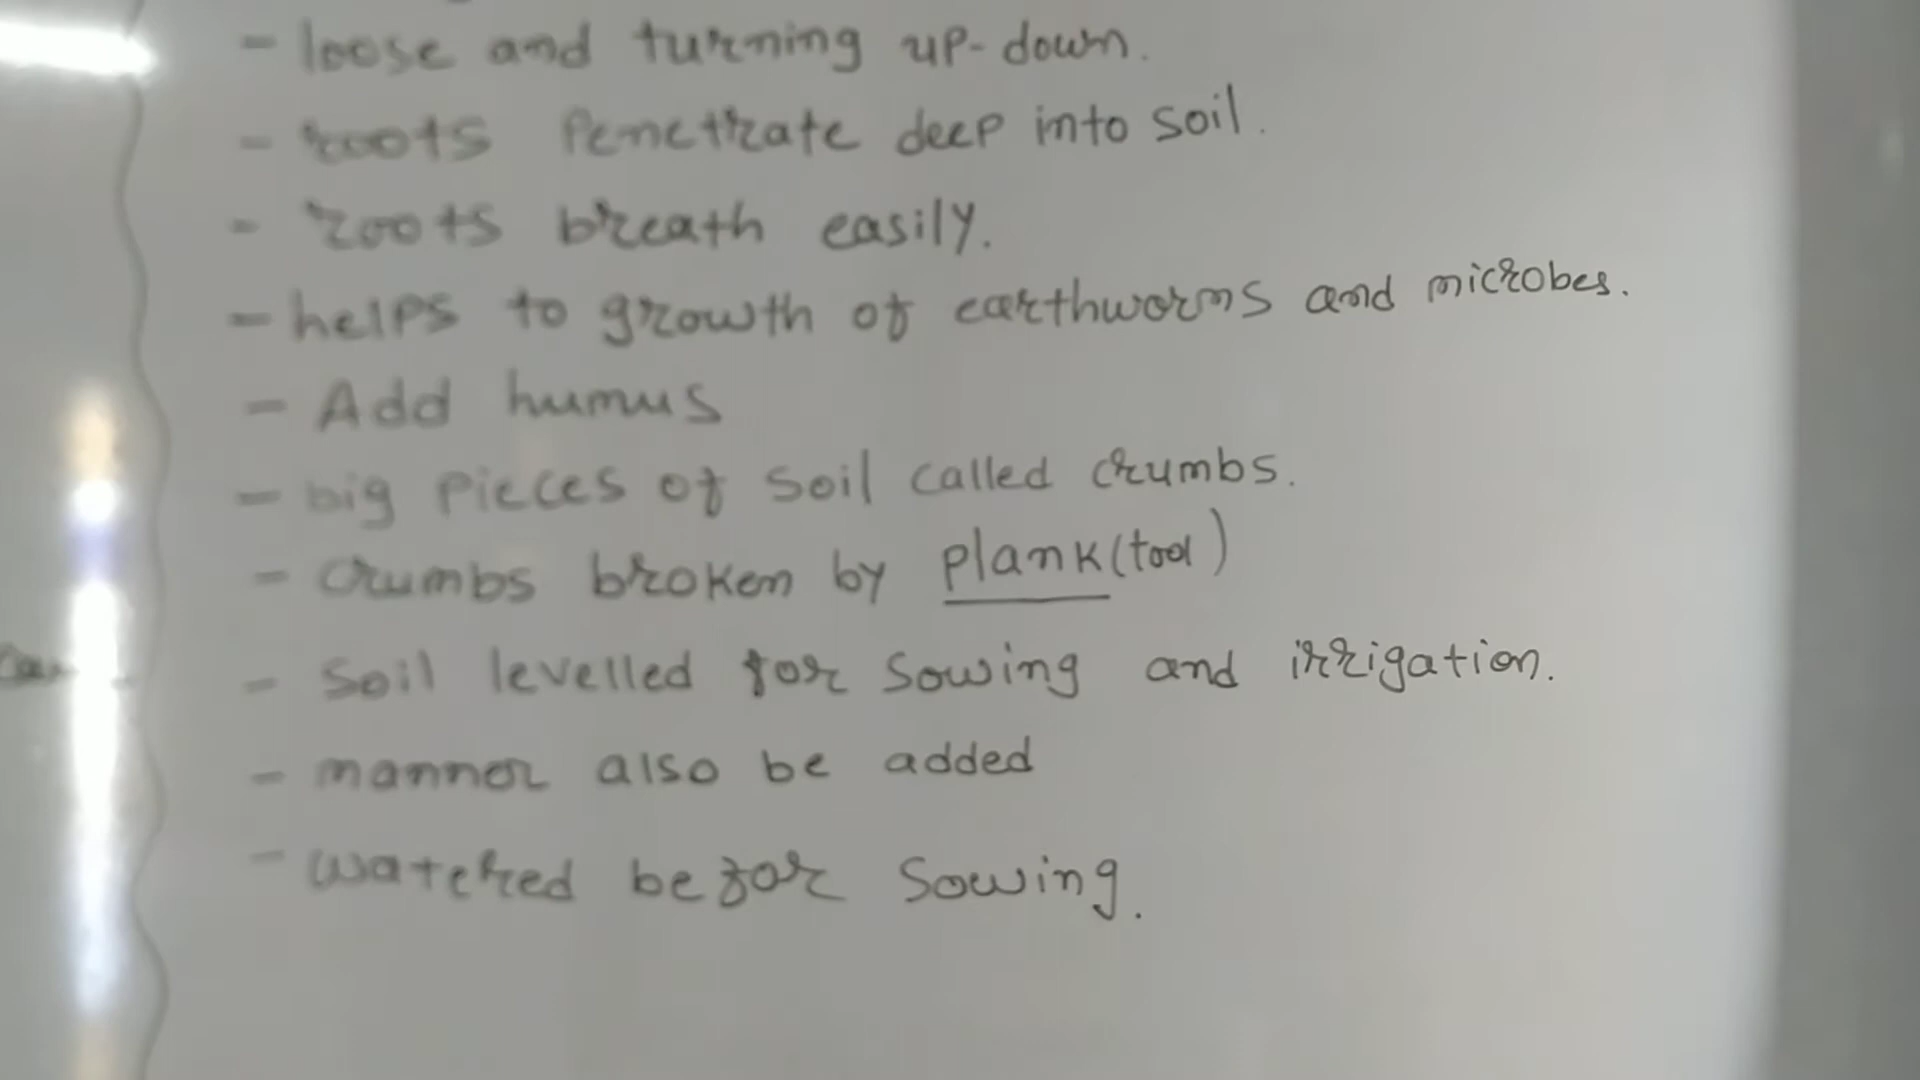 - loose and turning up-down.
- roots Penetrate deep into soil.
- roots breath easily.
- helps to growth of earthworms and microbes.
- Add humus
- big pieces of soil called crumbs.
- crumbs broken by plank (tool)
- soil levelled for sowing and irrigation.
- mannor also be added
- watered befor sowing.